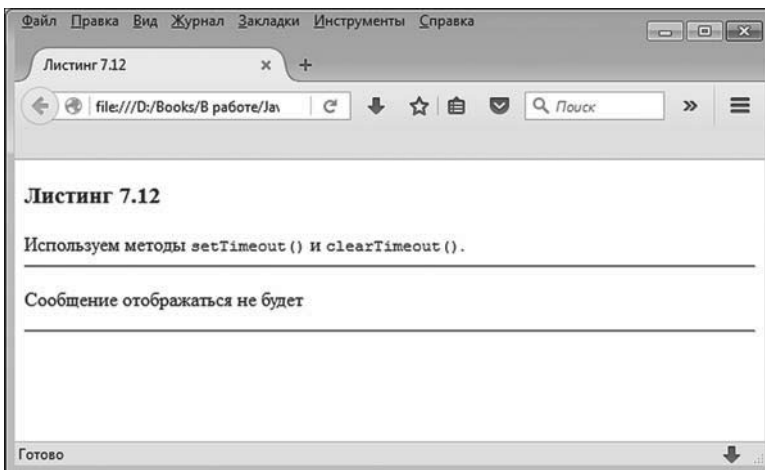 Файл Правка Вид Журнал Закладки Инструменты Справка
Листинг 7.12
file:///D:/Books/В работе/Jav
Поиск
Листинг 7.12
Используем методы setTimeout() и clearTimeout().
Сообщение отображаться не будет
Готово